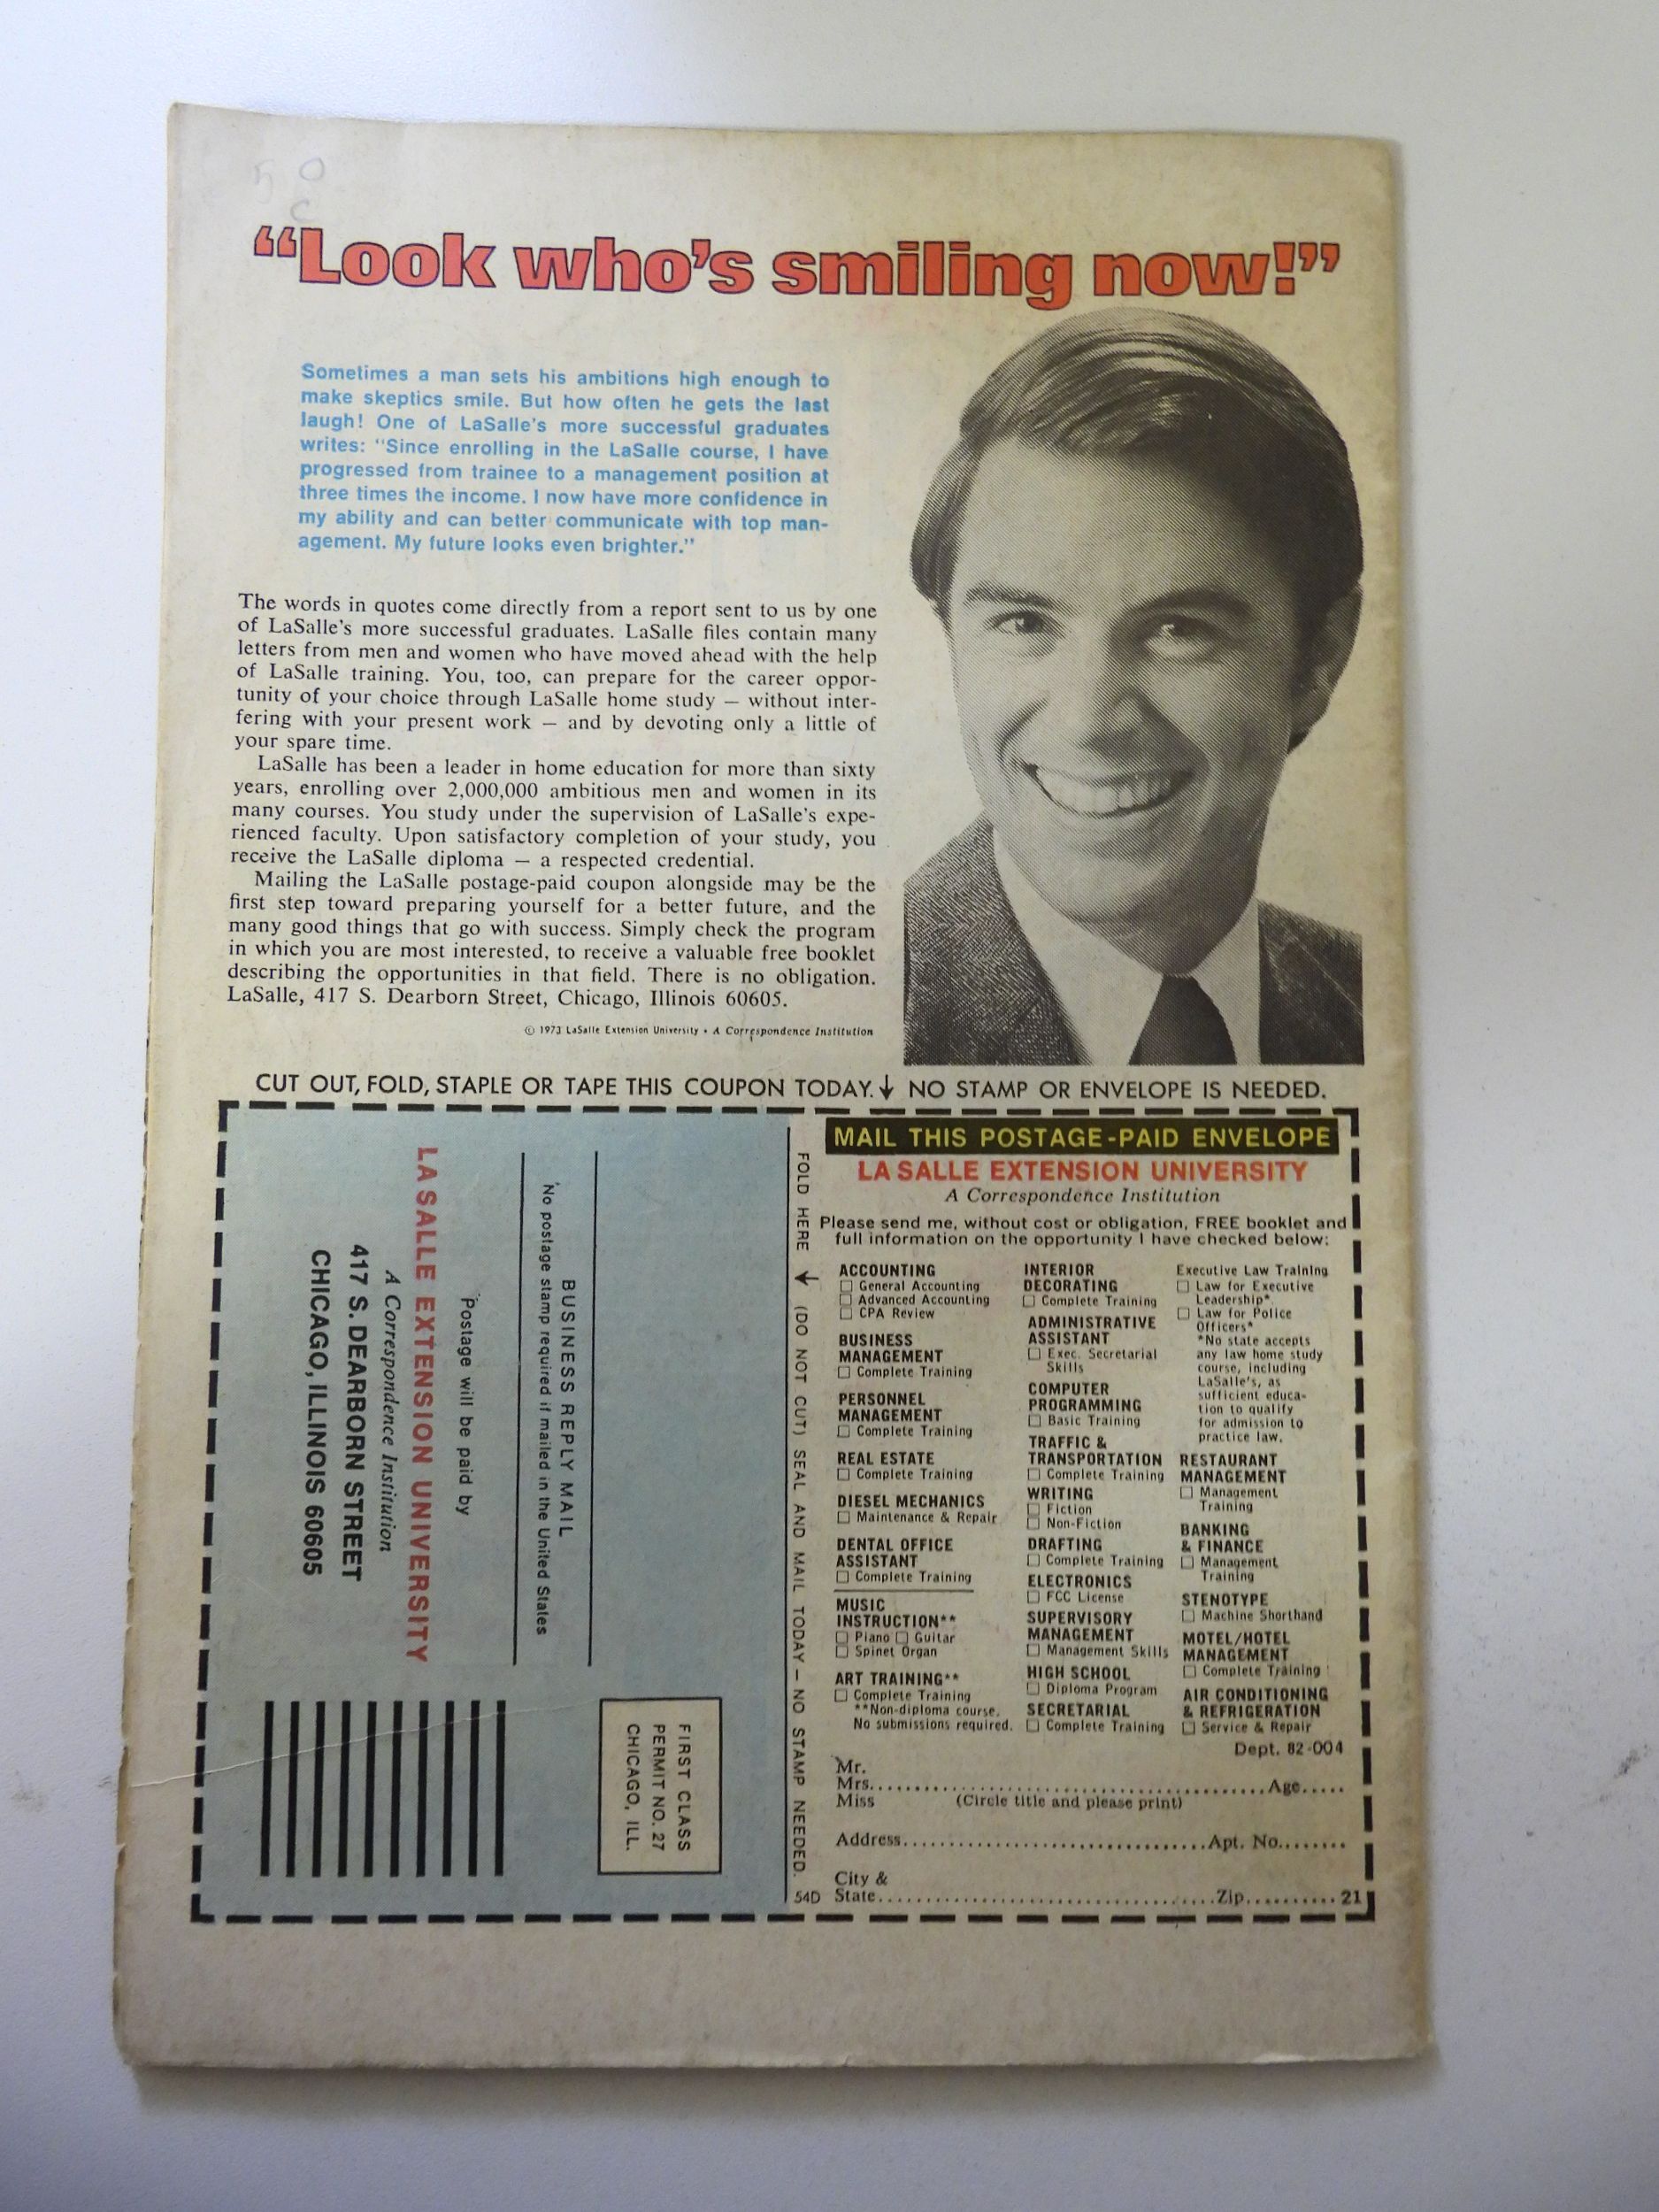 50
c
“Look who's smiling now!”
Sometimes a man sets his ambitions high enough to
make skeptics smile. But how often he gets the last
laugh! One of LaSalle's more successful graduates
writes: “Since enrolling in the LaSalle course, I have
progressed from trainee to a management position at
three times the income. I now have more confidence in
my ability and can better communicate with top man-
agement. My future looks even brighter.”
The words in quotes come directly from a report sent to us by one
of LaSalle's more successful graduates. LaSalle files contain many
letters from men and women who have moved ahead with the help
of LaSalle training. You, too, can prepare for the career oppor-
tunity of your choice through LaSalle home study — without inter-
fering with your present work — and by devoting only a little of
your spare time.
LaSalle has been a leader in home education for more than sixty
years, enrolling over 2,000,000 ambitious men and women in its
many courses. You study under the supervision of LaSalle's expe-
rienced faculty. Upon satisfactory completion of your study, you
receive the LaSalle diploma — a respected credential.
Mailing the LaSalle postage-paid coupon alongside may be the
first step toward preparing yourself for a better future, and the
many good things that go with success. Simply check the program
in which you are most interested, to receive a valuable free booklet
describing the opportunities in that field. There is no obligation.
LaSalle, 417 S. Dearborn Street, Chicago, Illinois 60605.
© 1973 LaSalle Extension University • A Correspondence Institution
CUT OUT, FOLD, STAPLE OR TAPE THIS COUPON TODAY.↓ NO STAMP OR ENVELOPE IS NEEDED.
FIRST CLASS
PERMIT NO. 27
CHICAGO, ILL.
BUSINESS REPLY MAIL
No postage stamp required if mailed in the United States
Postage will be paid by
LA SALLE EXTENSION UNIVERSITY
A Correspondence Institution
417 S. DEARBORN STREET
CHICAGO, ILLINOIS 60605
FOLD HERE ↓ (DO NOT CUT) SEAL AND MAIL TODAY — NO STAMP NEEDED.
54D
MAIL THIS POSTAGE-PAID ENVELOPE
LA SALLE EXTENSION UNIVERSITY
A Correspondence Institution
Please send me, without cost or obligation, FREE booklet and
full information on the opportunity I have checked below:
ACCOUNTING
☐ General Accounting
☐ Advanced Accounting
☐ CPA Review
BUSINESS
MANAGEMENT
☐ Complete Training
PERSONNEL
MANAGEMENT
☐ Complete Training
REAL ESTATE
☐ Complete Training
DIESEL MECHANICS
☐ Maintenance & Repair
DENTAL OFFICE
ASSISTANT
☐ Complete Training
MUSIC
INSTRUCTION**
☐ Piano ☐ Guitar
☐ Spinet Organ
ART TRAINING**
☐ Complete Training
**Non-diploma course.
No submissions required.
INTERIOR
DECORATING
☐ Complete Training
ADMINISTRATIVE
ASSISTANT
☐ Exec. Secretarial
Skills
COMPUTER
PROGRAMMING
☐ Basic Training
TRAFFIC &
TRANSPORTATION
☐ Complete Training
WRITING
☐ Fiction
☐ Non-Fiction
DRAFTING
☐ Complete Training
ELECTRONICS
☐ FCC License
SUPERVISORY
MANAGEMENT
☐ Management Skills
HIGH SCHOOL
☐ Diploma Program
SECRETARIAL
☐ Complete Training
Executive Law Training
☐ Law for Executive
Leadership*
☐ Law for Police
Officers*
*No state accepts
any law home study
course, including
LaSalle's, as
sufficient educa-
tion to qualify
for admission to
practice law.
RESTAURANT
MANAGEMENT
☐ Management
Training
BANKING
& FINANCE
☐ Management
Training
STENOTYPE
☐ Machine Shorthand
MOTEL/HOTEL
MANAGEMENT
☐ Complete Training
AIR CONDITIONING
& REFRIGERATION
☐ Service & Repair
Dept. 82-004
Mr.
Mrs. Age
Miss (Circle title and please print)
Address Apt. No.
City &
State Zip 21